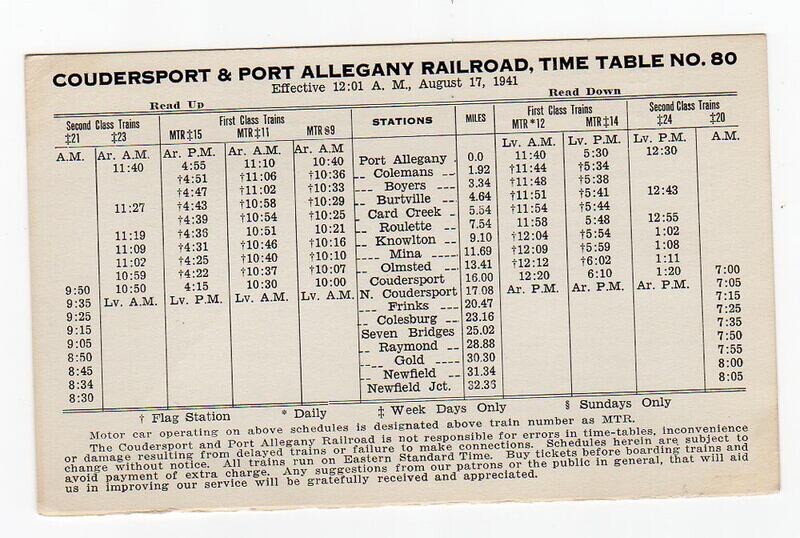 COUDERSPORT & PORT ALLEGANY RAILROAD, TIME TABLE NO. 80
Effective 12:01 A. M., August 17, 1941
Read Up Read Down
Second Class Trains First Class Trains STATIONS MILES First Class Trains Second Class Trains
‡21 ‡23 MTR ‡15 MTR ‡11 MTR §9 MTR *12 MTR ‡14 ‡24 ‡20
A.M. Ar. A.M. Ar. P.M. Ar. A.M. Ar. A.M Lv. A.M. Lv. P.M. Lv. P.M. A.M.
11:40 4:55 11:10 10:40 Port Allegany 0.0 11:40 5:30 12:30
†4:51 †11:06 †10:36 Colemans 1.92 †11:44 †5:34
†4:47 †11:02 †10:33 Boyers 3.34 †11:48 †5:38
11:27 †4:43 †10:58 †10:29 Burtville 4.64 †11:51 †5:41 12:43
†4:39 †10:54 †10:25 Card Creek 5.54 †11:54 †5:44
11:19 †4:36 10:51 10:21 Roulette 7.54 11:58 5:48 12:55
11:09 †4:31 †10:46 †10:16 Knowlton 9.10 †12:04 †5:54 1:02
11:02 †4:25 †10:40 †10:10 Mina 11.69 †12:09 †5:59 1:08
10:59 †4:22 †10:37 †10:07 Olmsted 13.41 †12:12 †6:02 1:11
9:50 10:50 4:15 10:30 10:00 Coudersport 16.00 12:20 6:10 1:20 7:00
9:35 Lv. A.M. Lv. P.M. Lv. A.M. Lv. A.M. N. Coudersport 17.08 Ar. P.M. Ar. P.M. Ar. P.M. 7:05
9:25 Frinks 20.47 7:15
9:15 Colesburg 23.16 7:25
9:05 Seven Bridges 25.02 7:35
8:50 Raymond 28.88 7:50
8:45 Gold 30.30 7:55
8:34 Newfield 31.34 8:00
8:30 Newfield Jct. 32.36 8:05
† Flag Station * Daily ‡ Week Days Only § Sundays Only
Motor car operating on above schedules is designated above train number as MTR.
The Coudersport and Port Allegany Railroad is not responsible for errors in time-tables, inconvenience
or damage resulting from delayed trains or failure to make connections. Schedules herein are subject to
change without notice. All trains run on Eastern Standard Time. Buy tickets before boarding trains and
avoid payment of extra charge. Any suggestions from our patrons or the public in general, that will aid
us in improving our service will be gratefully received and appreciated.